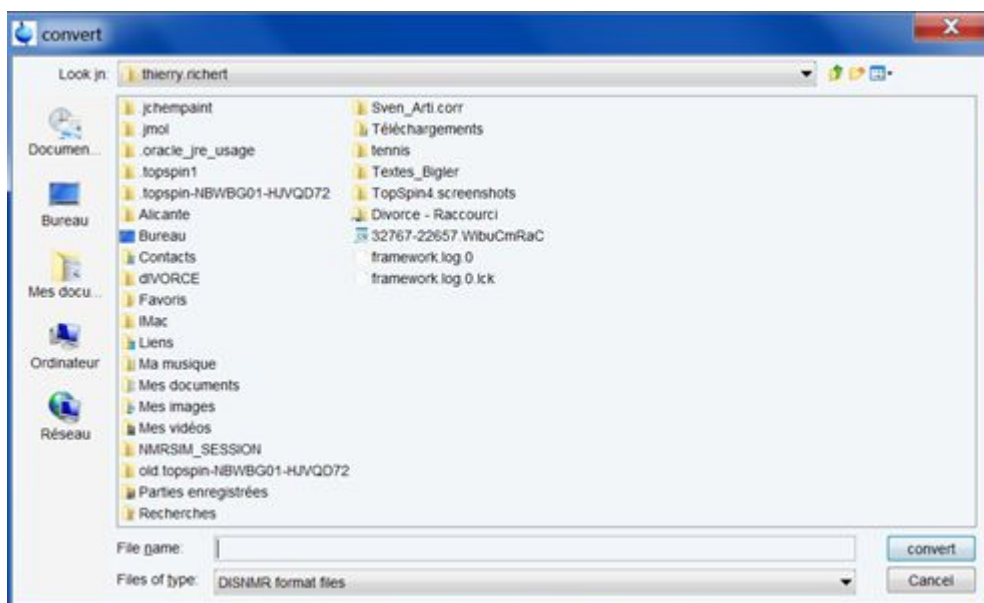 convert
Look in: thierry.richert
Documen...
Bureau
Mes docu...
Ordinateur
Réseau
.jchempaint
.jmol
.oracle_jre_usage
.topspin1
.topspin-NBWBG01-HJVQD72
Alicante
Bureau
Contacts
dIVORCE
Favoris
IMac
Liens
Ma musique
Mes documents
Mes images
Mes vidéos
NMRSIM_SESSION
old.topspin-NBWBG01-HJVQD72
Parties enregistrées
Recherches
Sven_Arti.corr
Téléchargements
tennis
Textes_Bigler
TopSpin4.screenshots
Divorce - Raccourci
32767-22657.WibuCmRaC
framework.log.0
framework.log.0.lck
File name:
convert
Files of type: DISNMR format files
Cancel